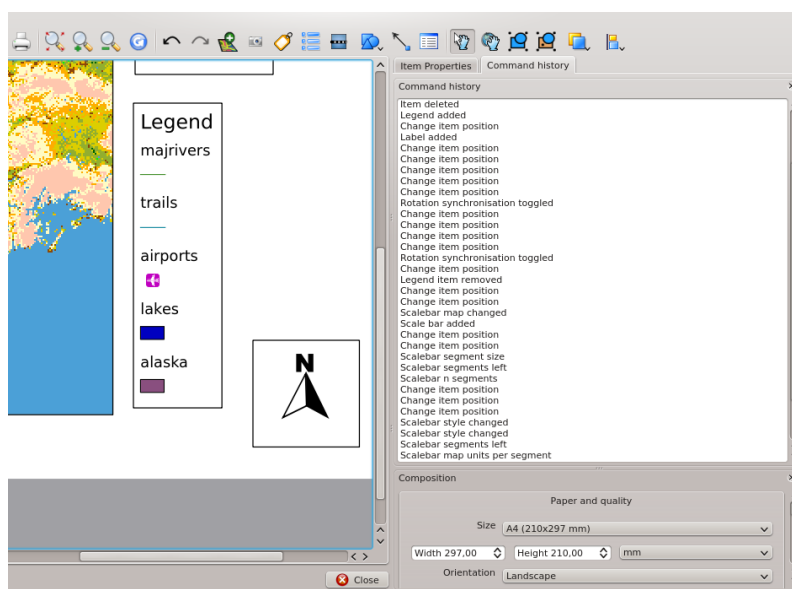 Item Properties
Command history
Command history
Item deleted
Legend added
Change item position
Label added
Change item position
Change item position
Change item position
Change item position
Change item position
Rotation synchronisation toggled
Change item position
Change item position
Change item position
Change item position
Rotation synchronisation toggled
Change item position
Legend item removed
Change item position
Change item position
Scalebar map changed
Scale bar added
Change item position
Change item position
Scalebar segment size
Scalebar segments left
Scalebar n segments
Change item position
Change item position
Change item position
Scalebar style changed
Scalebar style changed
Scalebar segments left
Scalebar map units per segment
Legend
majrivers
trails
airports
lakes
alaska
N
Composition
Paper and quality
Size
A4 (210x297 mm)
Width 297,00
Height 210,00
mm
Orientation
Landscape
Close